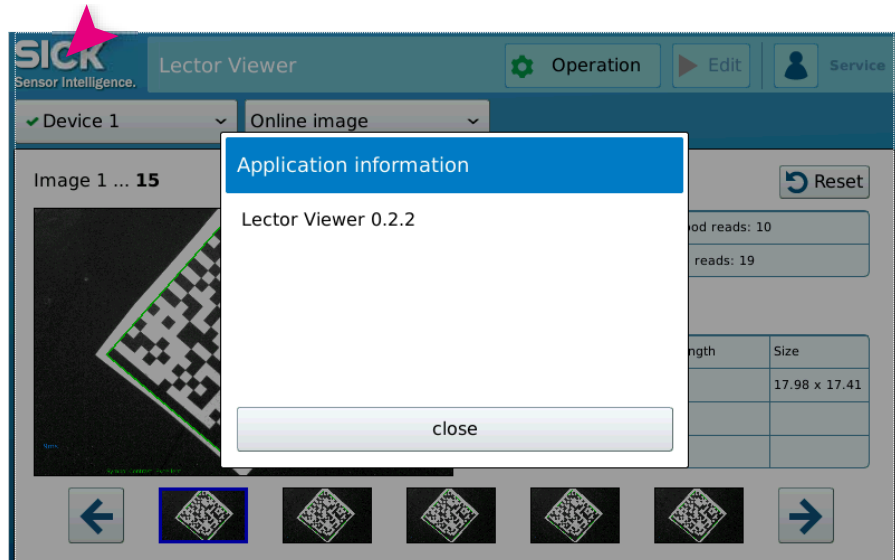 SICK
Sensor Intelligence.
Lector Viewer
Operation
Edit
Service
Device 1
Online image
Image 1 ... 15
Reset
Application information
Lector Viewer 0.2.2
close
ood reads: 10
reads: 19
ngth
Size
17.98 x 17.41